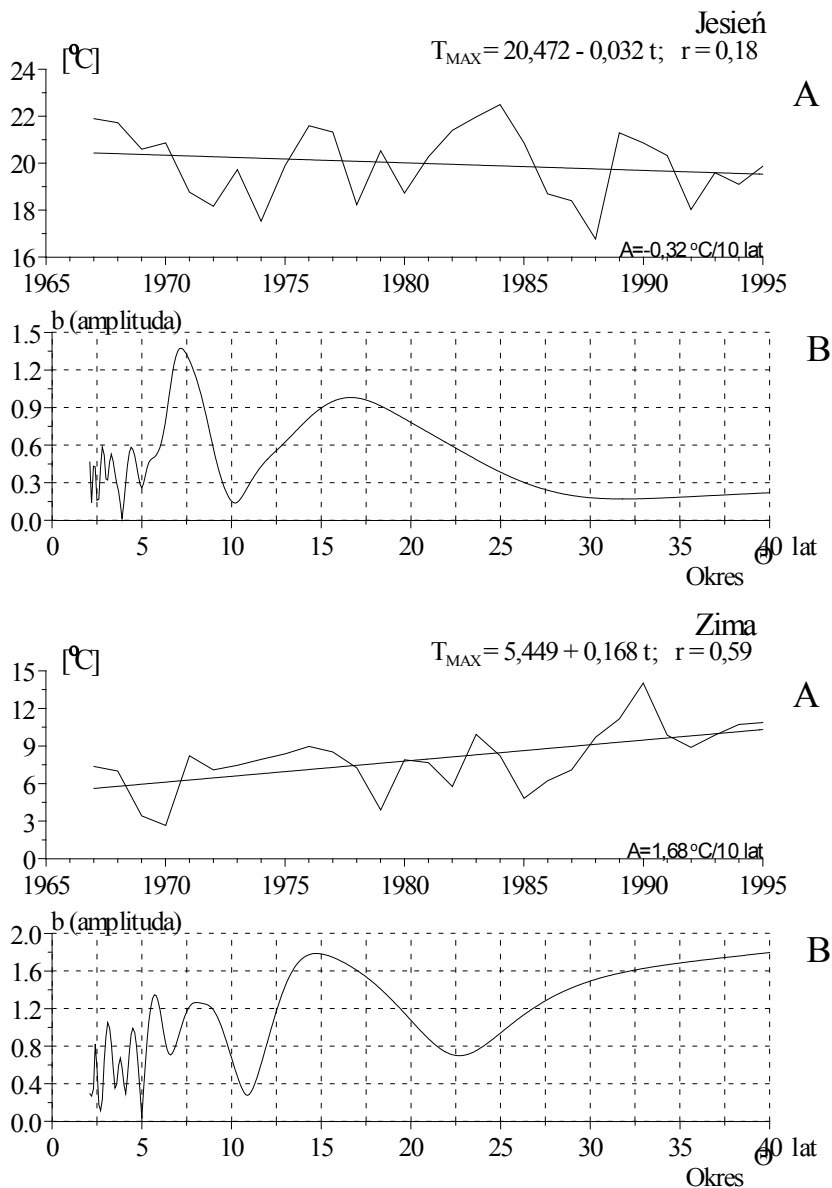 Jesień
T_MAX = 20,472 - 0,032 t; r = 0,18
[°C]
A
24
22
20
18
16
A=-0,32 °C/10 lat
1965 1970 1975 1980 1985 1990 1995
b (amplituda)
B
1.5
1.2
0.9
0.6
0.3
0.0
0 5 10 15 20 25 30 35 40 lat
Okres Θ
Zima
T_MAX = 5,449 + 0,168 t; r = 0,59
[°C]
A
15
12
9
6
3
0
A=1,68 °C/10 lat
1965 1970 1975 1980 1985 1990 1995
b (amplituda)
B
2.0
1.6
1.2
0.8
0.4
0.0
0 5 10 15 20 25 30 35 40 lat
Okres Θ